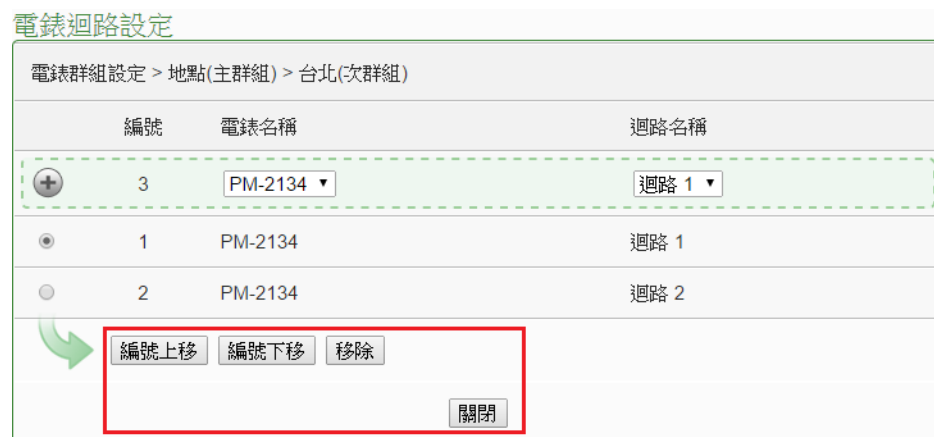 電錶迴路設定
電錶群組設定 > 地點(主群組) > 台北(次群組)
編號 電錶名稱 迴路名稱
3 PM-2134 迴路 1
1 PM-2134 迴路 1
2 PM-2134 迴路 2
編號上移 編號下移 移除
關閉